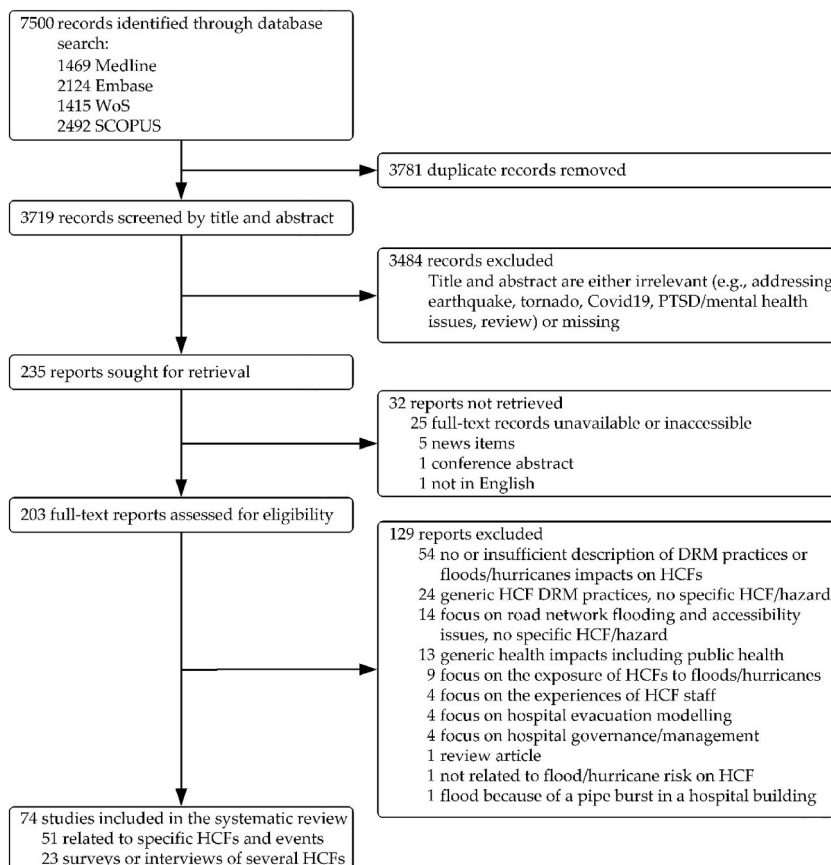 7500 records identified through database
search:
1469 Medline
2124 Embase
1415 WoS
2492 SCOPUS
3781 duplicate records removed
3719 records screened by title and abstract
3484 records excluded
Title and abstract are either irrelevant (e.g., addressing
earthquake, tornado, Covid19, PTSD/mental health
issues, review) or missing
235 reports sought for retrieval
32 reports not retrieved
25 full-text records unavailable or inaccessible
5 news items
1 conference abstract
1 not in English
203 full-text reports assessed for eligibility
129 reports excluded
54 no or insufficient description of DRM practices or
floods/hurricanes impacts on HCFs
24 generic HCF DRM practices, no specific HCF/hazard
14 focus on road network flooding and accessibility
issues, no specific HCF/hazard
13 generic health impacts including public health
9 focus on the exposure of HCFs to floods/hurricanes
4 focus on the experiences of HCF staff
4 focus on hospital evacuation modelling
4 focus on hospital governance/management
1 review article
1 not related to flood/hurricane risk on HCF
1 flood because of a pipe burst in a hospital building
74 studies included in the systematic review
51 related to specific HCFs and events
23 surveys or interviews of several HCFs